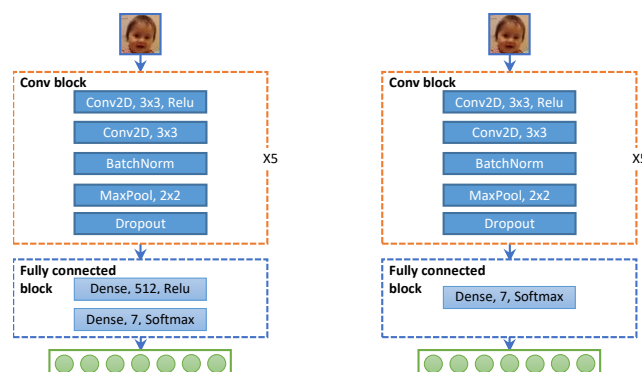 Conv block
Conv2D, 3x3, Relu
Conv2D, 3x3
BatchNorm
X5
MaxPool, 2x2
Dropout
Fully connected
block
Dense, 512, Relu
Dense, 7, Softmax
Conv block
Conv2D, 3x3, Relu
Conv2D, 3x3
BatchNorm
X5
MaxPool, 2x2
Dropout
Fully connected
block
Dense, 7, Softmax